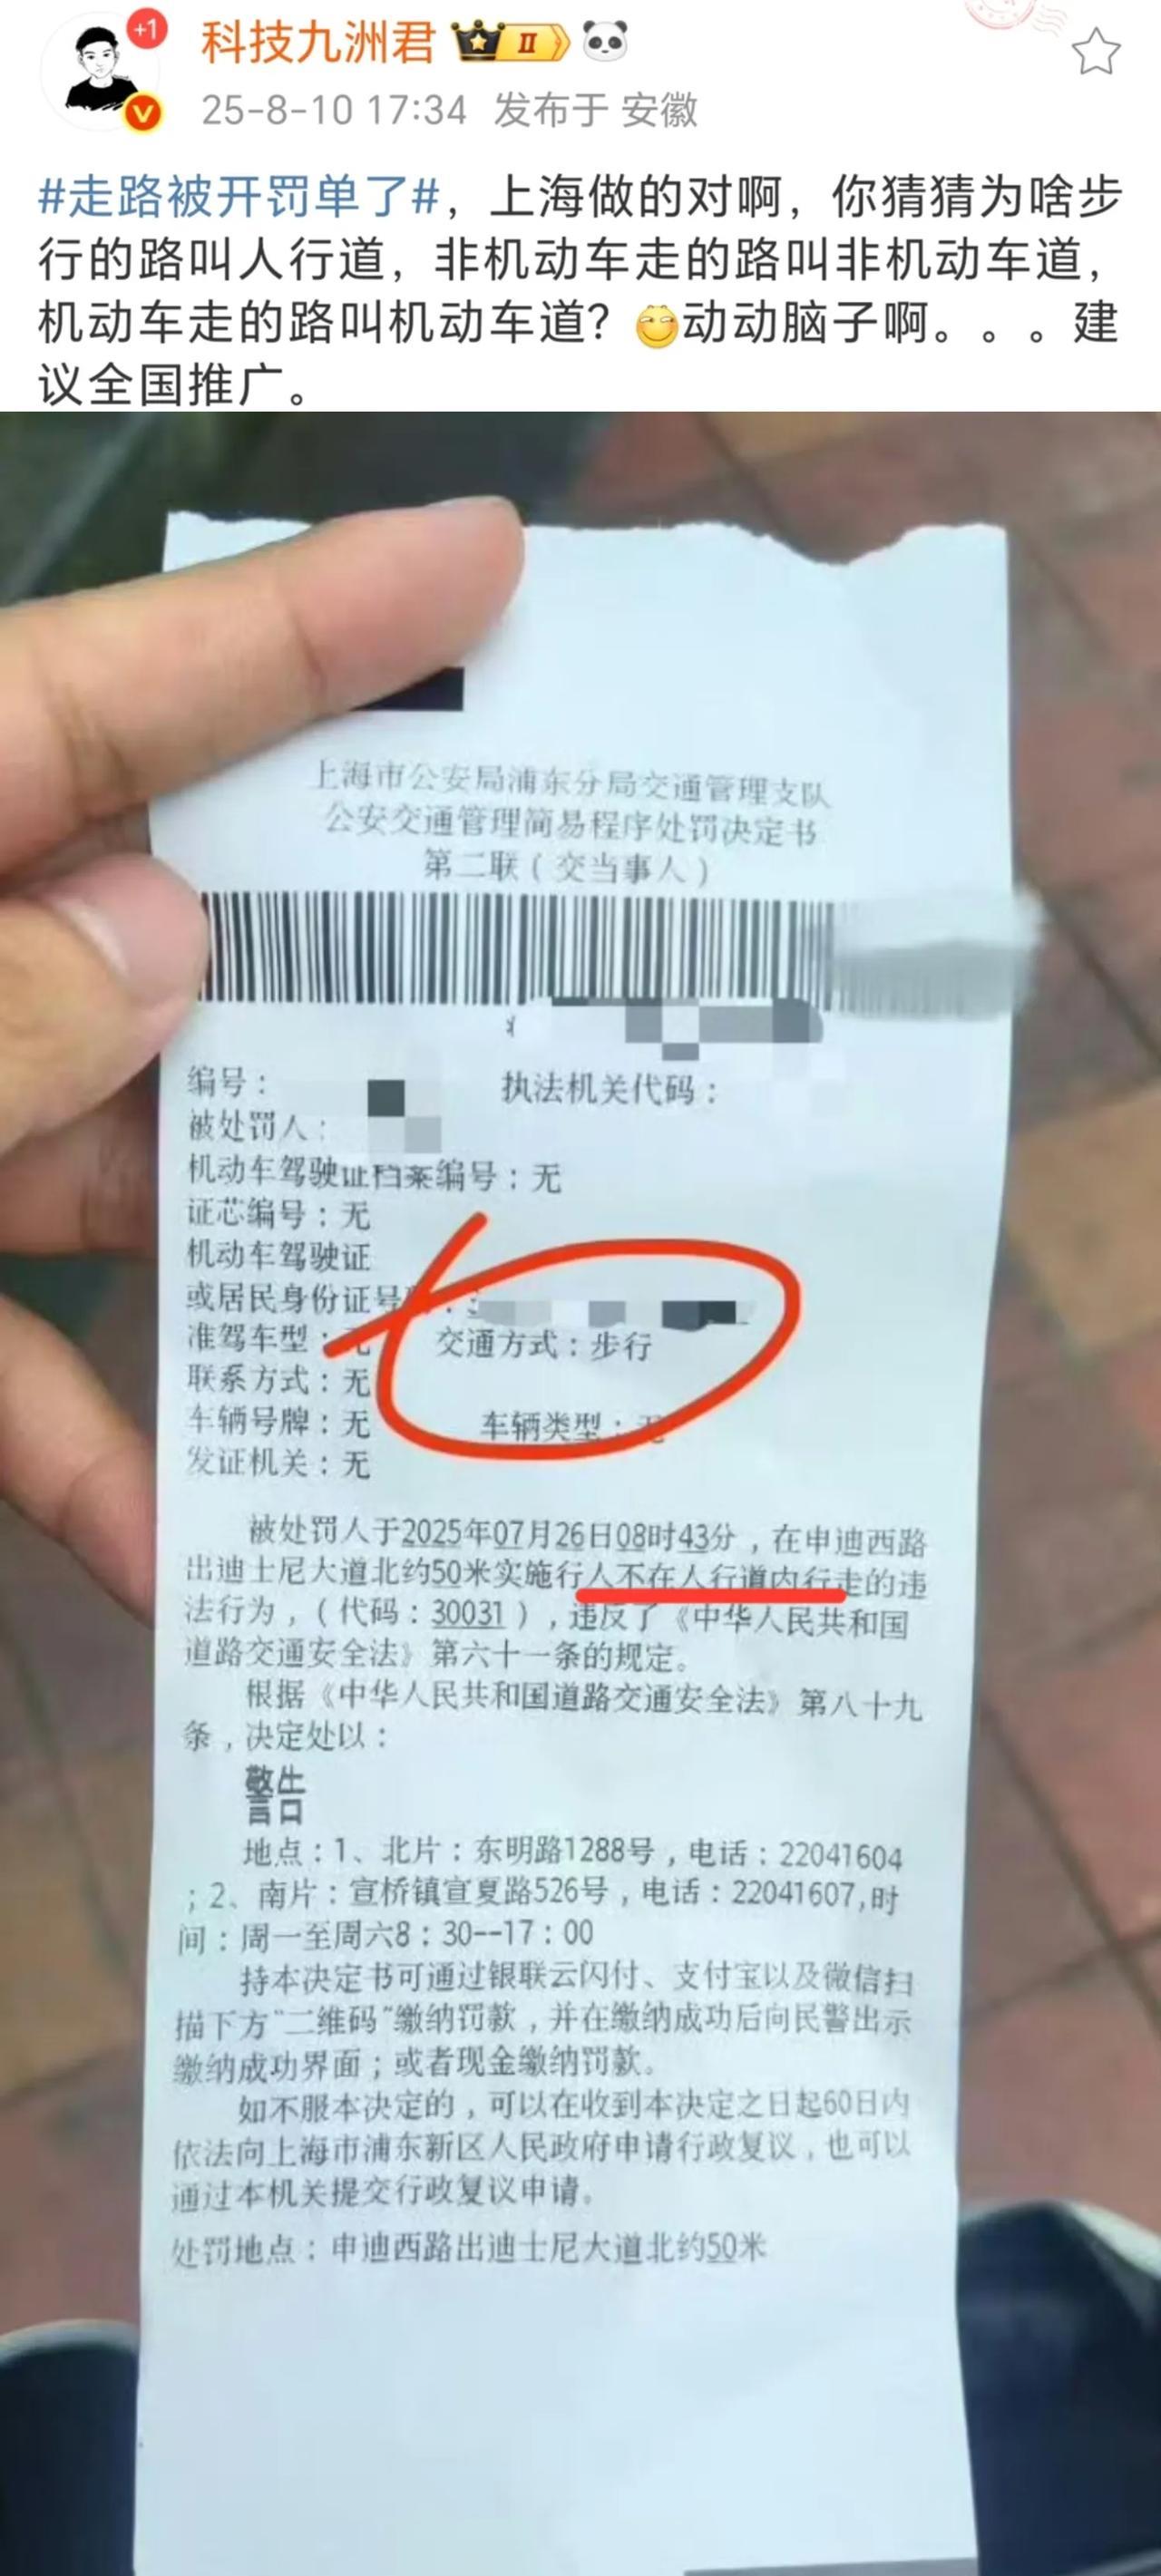 +1
科技九洲君 II
V
25-8-10 17:34 发布于 安徽
#走路被开罚单了#，上海做的对啊，你猜猜为啥步
行的路叫人行道，非机动车走的路叫非机动车道，
机动车走的路叫机动车道？动动脑子啊。。。建
议全国推广。
上海市公安局浦东分局交通管理支队
公安交通管理简易程序处罚决定书
第二联（交当事人）
编号： 执法机关代码：
被处罚人：
机动车驾驶证档案编号：无
证芯编号：无
机动车驾驶证
或居民身份证号码：
准驾车型：无 交通方式：步行
联系方式：无
车辆号牌：无 车辆类型：无
发证机关：无
被处罚人于2025年07月26日08时43分，在申迪西路
出迪士尼大道北约50米实施行人不在人行道内行走的违
法行为，（代码：30031），违反了《中华人民共和国
道路交通安全法》第六十一条的规定。
根据《中华人民共和国道路交通安全法》第八十九
条，决定处以：
警告
地点：1、北片：东明路1288号，电话：22041604
；2、南片：宣桥镇宣夏路526号，电话：22041607,时
间：周一至周六8：30--17：00
持本决定书可通过银联云闪付、支付宝以及微信扫
描下方"二维码"缴纳罚款，并在缴纳成功后向民警出示
缴纳成功界面；或者现金缴纳罚款。
如不服本决定的，可以在收到本决定之日起60日内
依法向上海市浦东新区人民政府申请行政复议，也可以
通过本机关提交行政复议申请。
处罚地点：申迪西路出迪士尼大道北约50米